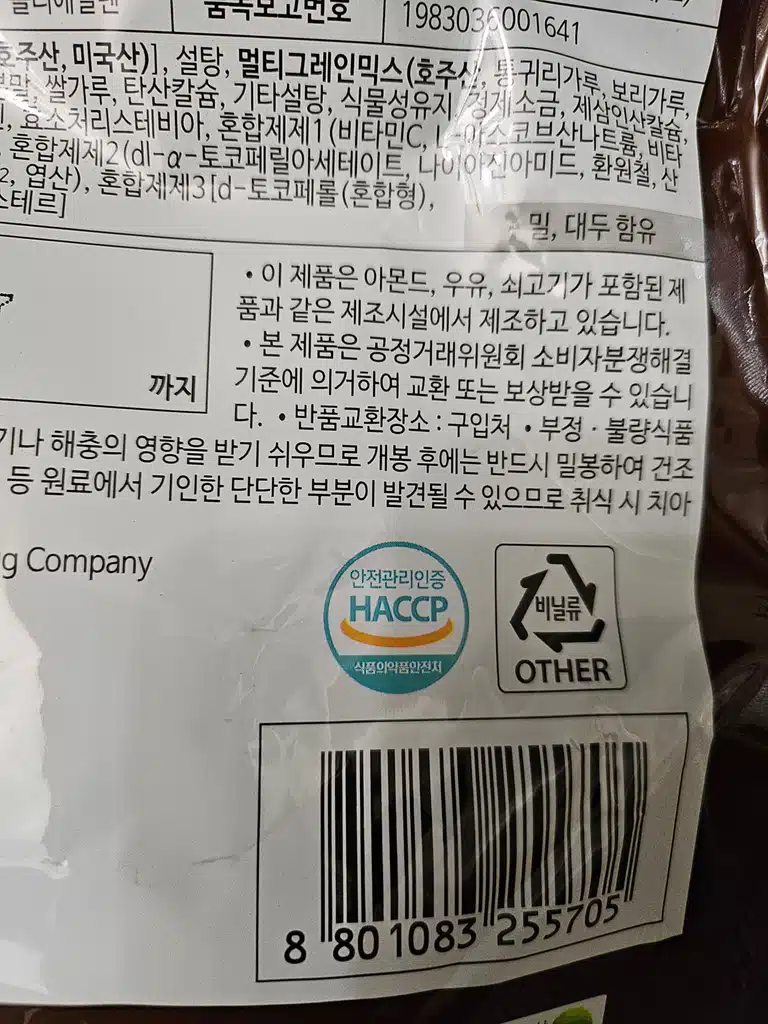 품목보고번호
1983036001641
호주산, 미국산)], 설탕, 멀티그레인믹스(호주산, 통귀리가루, 보리가루,
분말, 쌀가루, 탄산칼슘, 기타설탕, 식물성유지, 정제소금, 제삼인산칼슘,
효소처리스테비아, 혼합제제1(비타민C, L-아스코브산나트륨, 비타
혼합제제2(dl-α-토코페릴아세테이트, 나이아진아미드, 환원철, 산
엽산), 혼합제제3[d-토코페롤(혼합형),
스테르]
밀, 대두 함유
• 이 제품은 아몬드, 우유, 쇠고기가 포함된 제
품과 같은 제조시설에서 제조하고 있습니다.
• 본 제품은 공정거래위원회 소비자분쟁해결
까지
기준에 의거하여 교환 또는 보상받을 수 있습니
다. • 반품교환장소 : 구입처 • 부정 · 불량식품
기나 해충의 영향을 받기 쉬우므로 개봉 후에는 반드시 밀봉하여 건조
등 원료에서 기인한 단단한 부분이 발견될 수 있으므로 취식 시 치아
g Company
안전관리인증
HACCP
식품의약품안전처
비닐류
OTHER
8 801083 255705